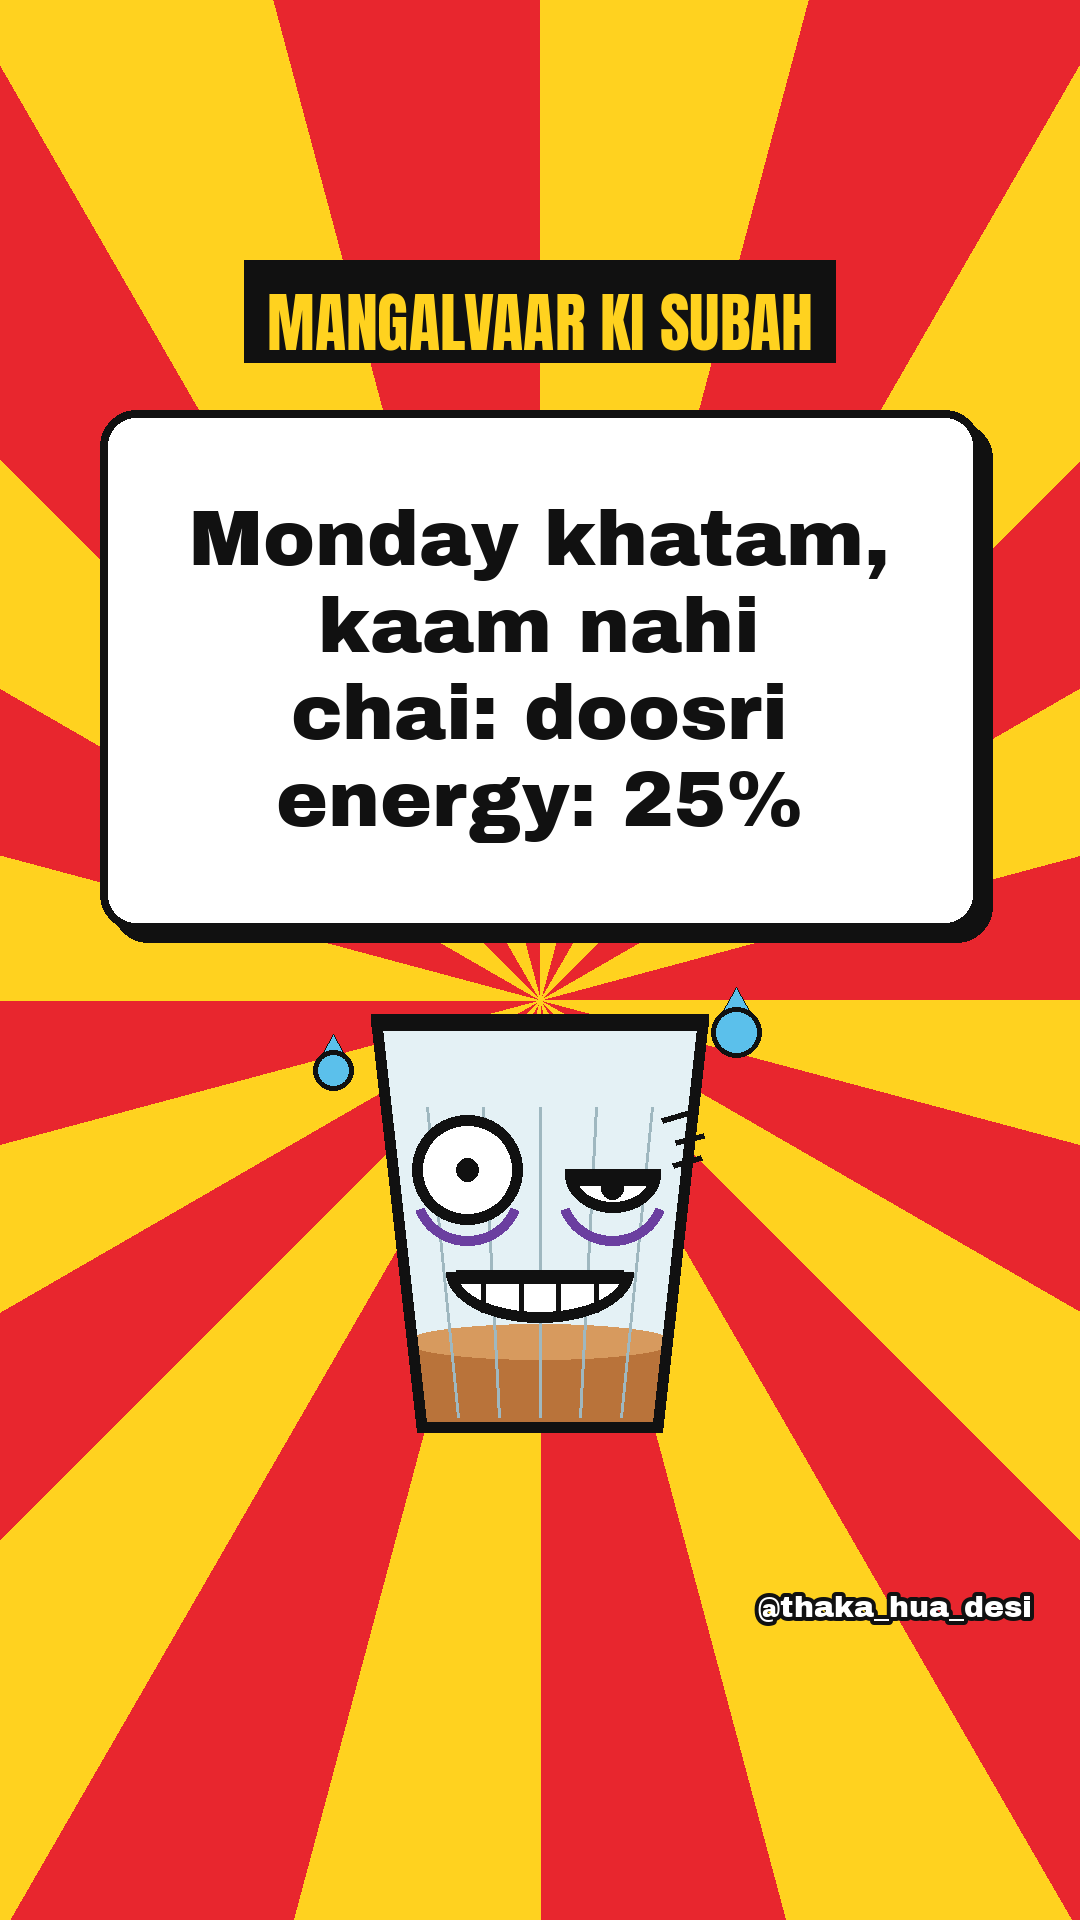 MANGALVAAR KI SUBAH
Monday khatam,
kaam nahi
chai: doosri
energy: 25%
@thaka_hua_desi